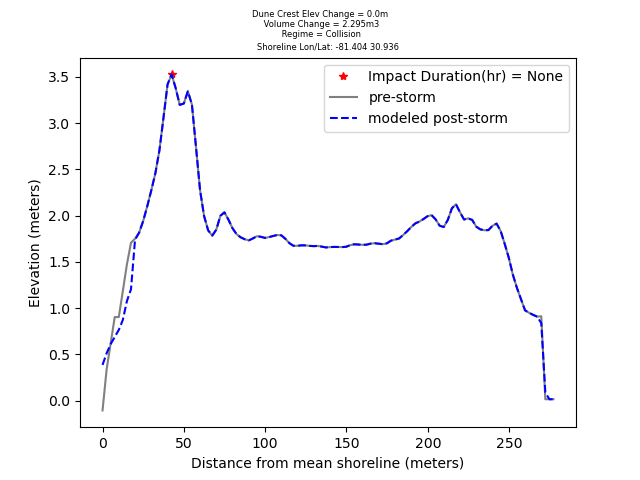 Dune Crest Elev Change = 0.0m
Volume Change = 2.295m3
Regime = Collision
Shoreline Lon/Lat: -81.404 30.936
Impact Duration(hr) = None
pre-storm
modeled post-storm
Elevation (meters)
3.5
3.0
2.5
2.0
1.5
1.0
0.5
0.0
0 50 100 150 200 250
Distance from mean shoreline (meters)